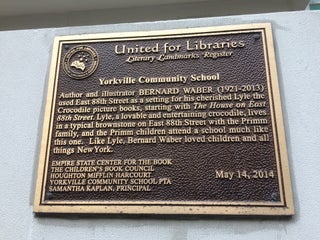 United for Libraries
Literary Landmarks Register
Yorkville Community School
Author and illustrator BERNARD WABER (1921-2013)
used East 88th Street as a setting for his cherished Lyle the
Crocodile picture books, starting with The House on East
88th Street. Lyle, a lovable and entertaining crocodile, lives
in a typical brownstone on East 88th Street with the Primm
family, and the Primm children attend a school much like
this one. Like Lyle, Bernard Waber loved children and all
things New York.
EMPIRE STATE CENTER FOR THE BOOK
THE CHILDREN'S BOOK COUNCIL
HOUGHTON MIFFLIN HARCOURT
YORKVILLE COMMUNITY SCHOOL PTA
SAMANTHA KAPLAN, PRINCIPAL
May 14, 2014